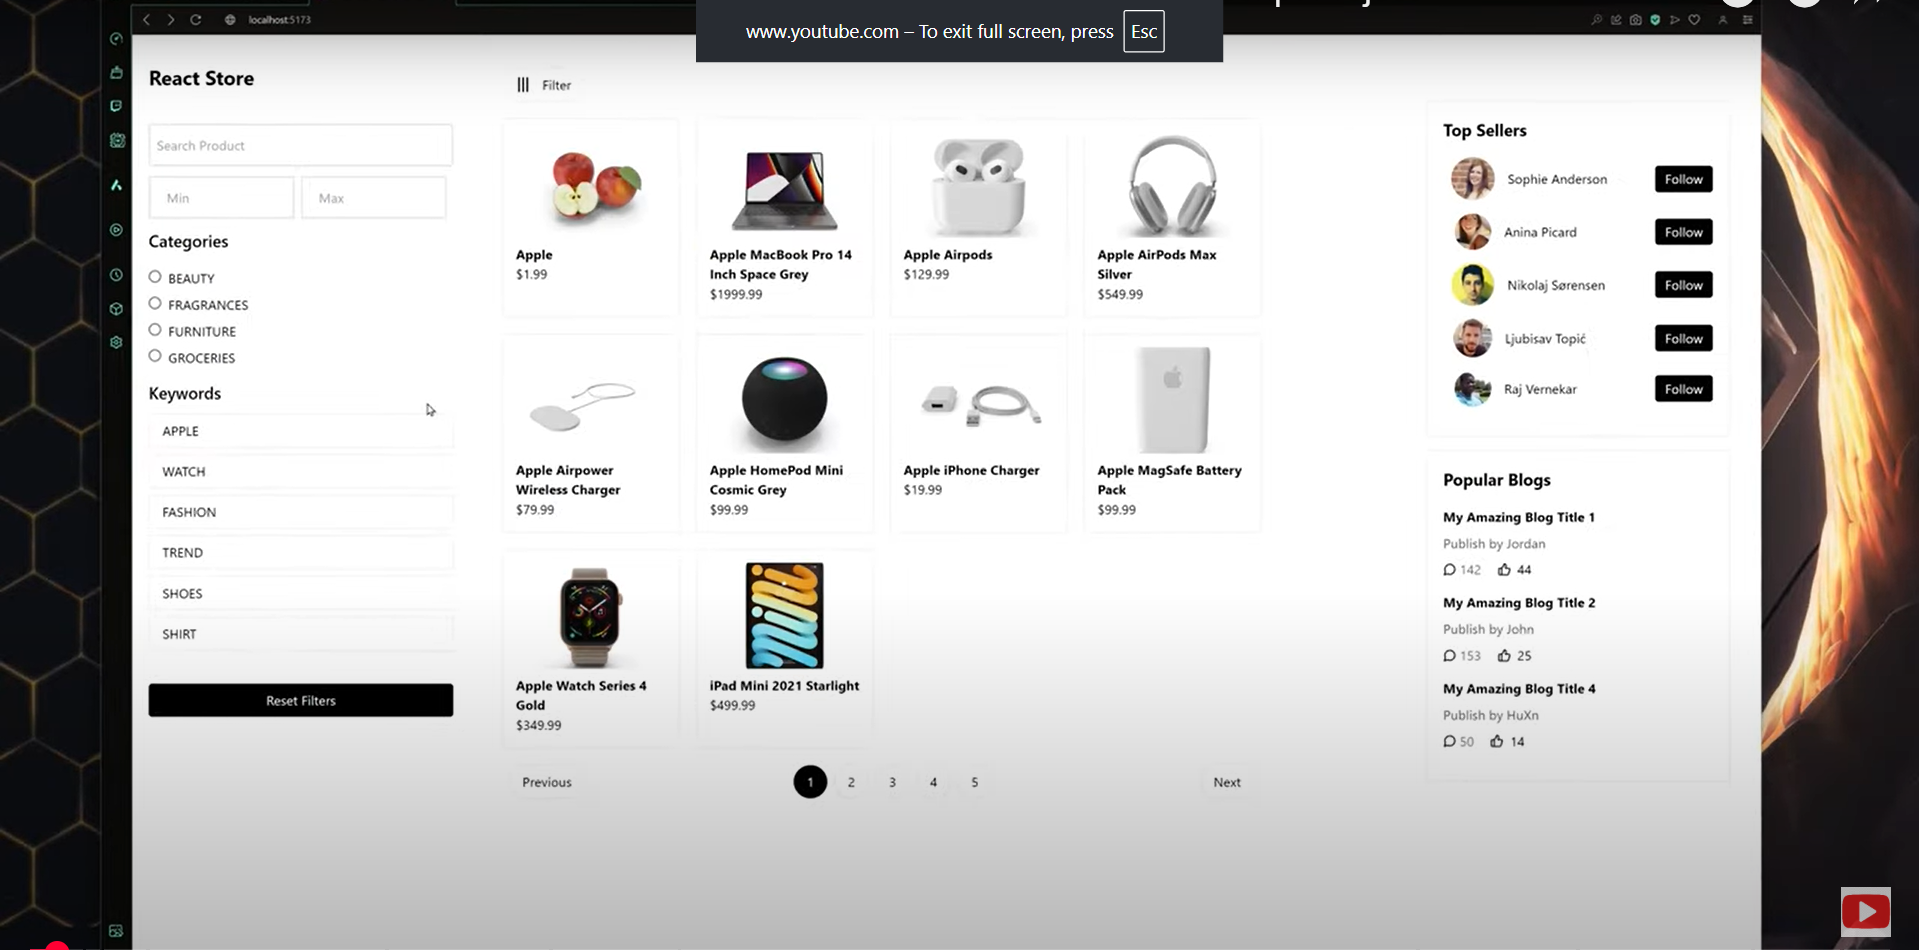 localhost:5173
www.youtube.com – To exit full screen, press Esc
React Store
Search Product
Min
Max
Categories
BEAUTY
FRAGRANCES
FURNITURE
GROCERIES
Keywords
APPLE
WATCH
FASHION
TREND
SHOES
SHIRT
Reset Filters
Filter
Apple
$1.99
Apple MacBook Pro 14
Inch Space Grey
$1999.99
Apple Airpods
$129.99
Apple AirPods Max
Silver
$549.99
Apple Airpower
Wireless Charger
$79.99
Apple HomePod Mini
Cosmic Grey
$99.99
Apple iPhone Charger
$19.99
Apple MagSafe Battery
Pack
$99.99
Apple Watch Series 4
Gold
$349.99
iPad Mini 2021 Starlight
$499.99
Previous
1
2
3
4
5
Next
Top Sellers
Sophie Anderson
Follow
Anina Picard
Follow
Nikolaj Sørensen
Follow
Ljubisav Topić
Follow
Raj Vernekar
Follow
Popular Blogs
My Amazing Blog Title 1
Publish by Jordan
142 44
My Amazing Blog Title 2
Publish by John
153 25
My Amazing Blog Title 4
Publish by HuXn
50 14